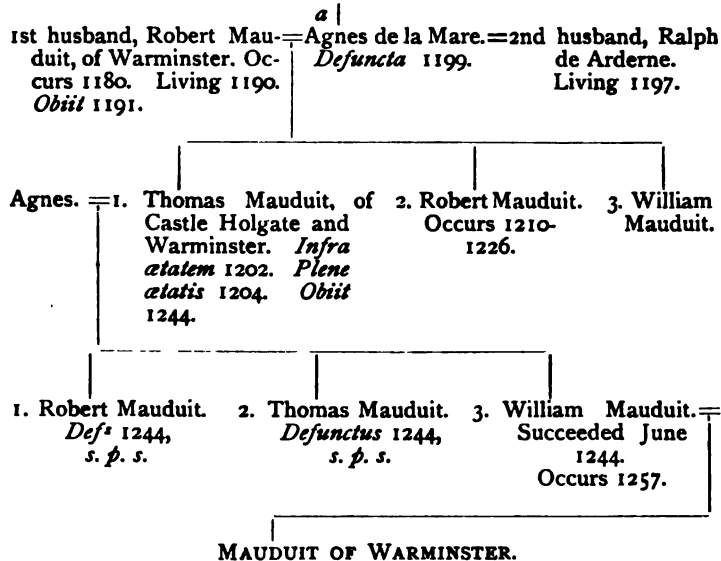 a
1st husband, Robert Mau-=Agnes de la Mare.=2nd husband, Ralph
duit, of Warminster. Oc- Defuncta 1199. de Arderne.
curs 1180. Living 1190. Living 1197.
Obiit 1191.
Agnes. = 1. Thomas Mauduit, of 2. Robert Mauduit. 3. William
Castle Holgate and Occurs 1210- Mauduit.
Warminster. Infra 1226.
ætatem 1202. Plene
ætatis 1204. Obiit
1244.
1. Robert Mauduit. 2. Thomas Mauduit. 3. William Mauduit.=
Defs 1244, Defunctus 1244, Succeeded June
s. p. s. s. p. s. 1244.
Occurs 1257.
MAUDUIT OF WARMINSTER.